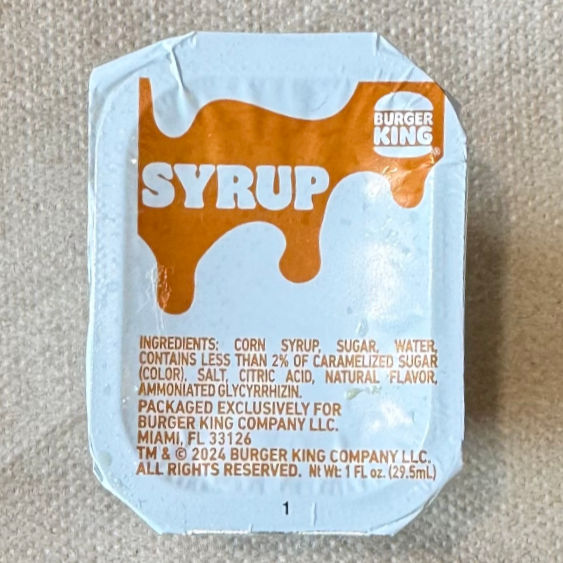 BURGER
KING®
SYRUP
INGREDIENTS: CORN SYRUP, SUGAR, WATER,
CONTAINS LESS THAN 2% OF CARAMELIZED SUGAR
(COLOR), SALT, CITRIC ACID, NATURAL FLAVOR,
AMMONIATED GLYCYRRHIZIN.
PACKAGED EXCLUSIVELY FOR
BURGER KING COMPANY LLC.
MIAMI, FL 33126
TM & © 2024 BURGER KING COMPANY LLC.
ALL RIGHTS RESERVED. Nt Wt: 1 FL oz. (29.5mL)
1